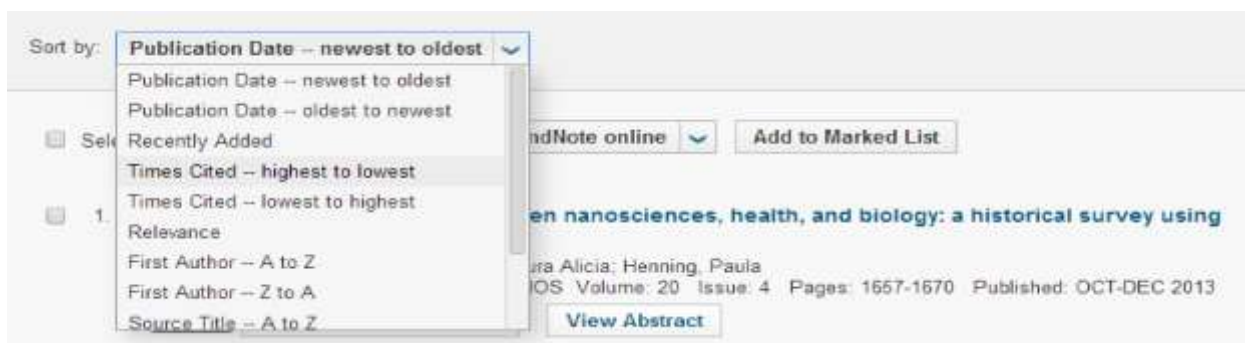 Sort by: Publication Date -- newest to oldest
Publication Date -- newest to oldest
Publication Date -- oldest to newest
Recently Added
Times Cited -- highest to lowest
Times Cited -- lowest to highest
Relevance
First Author -- A to Z
First Author -- Z to A
Source Title -- A to Z
Sele ndNote online Add to Marked List
1. en nanosciences, health, and biology: a historical survey using
ura Alicia; Henning, Paula
IOS Volume: 20 Issue: 4 Pages: 1657-1670 Published: OCT-DEC 2013
View Abstract